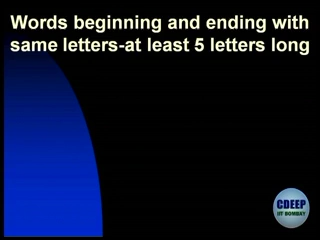 Words beginning and ending with
same letters-at least 5 letters long
CDEEP
IIT BOMBAY